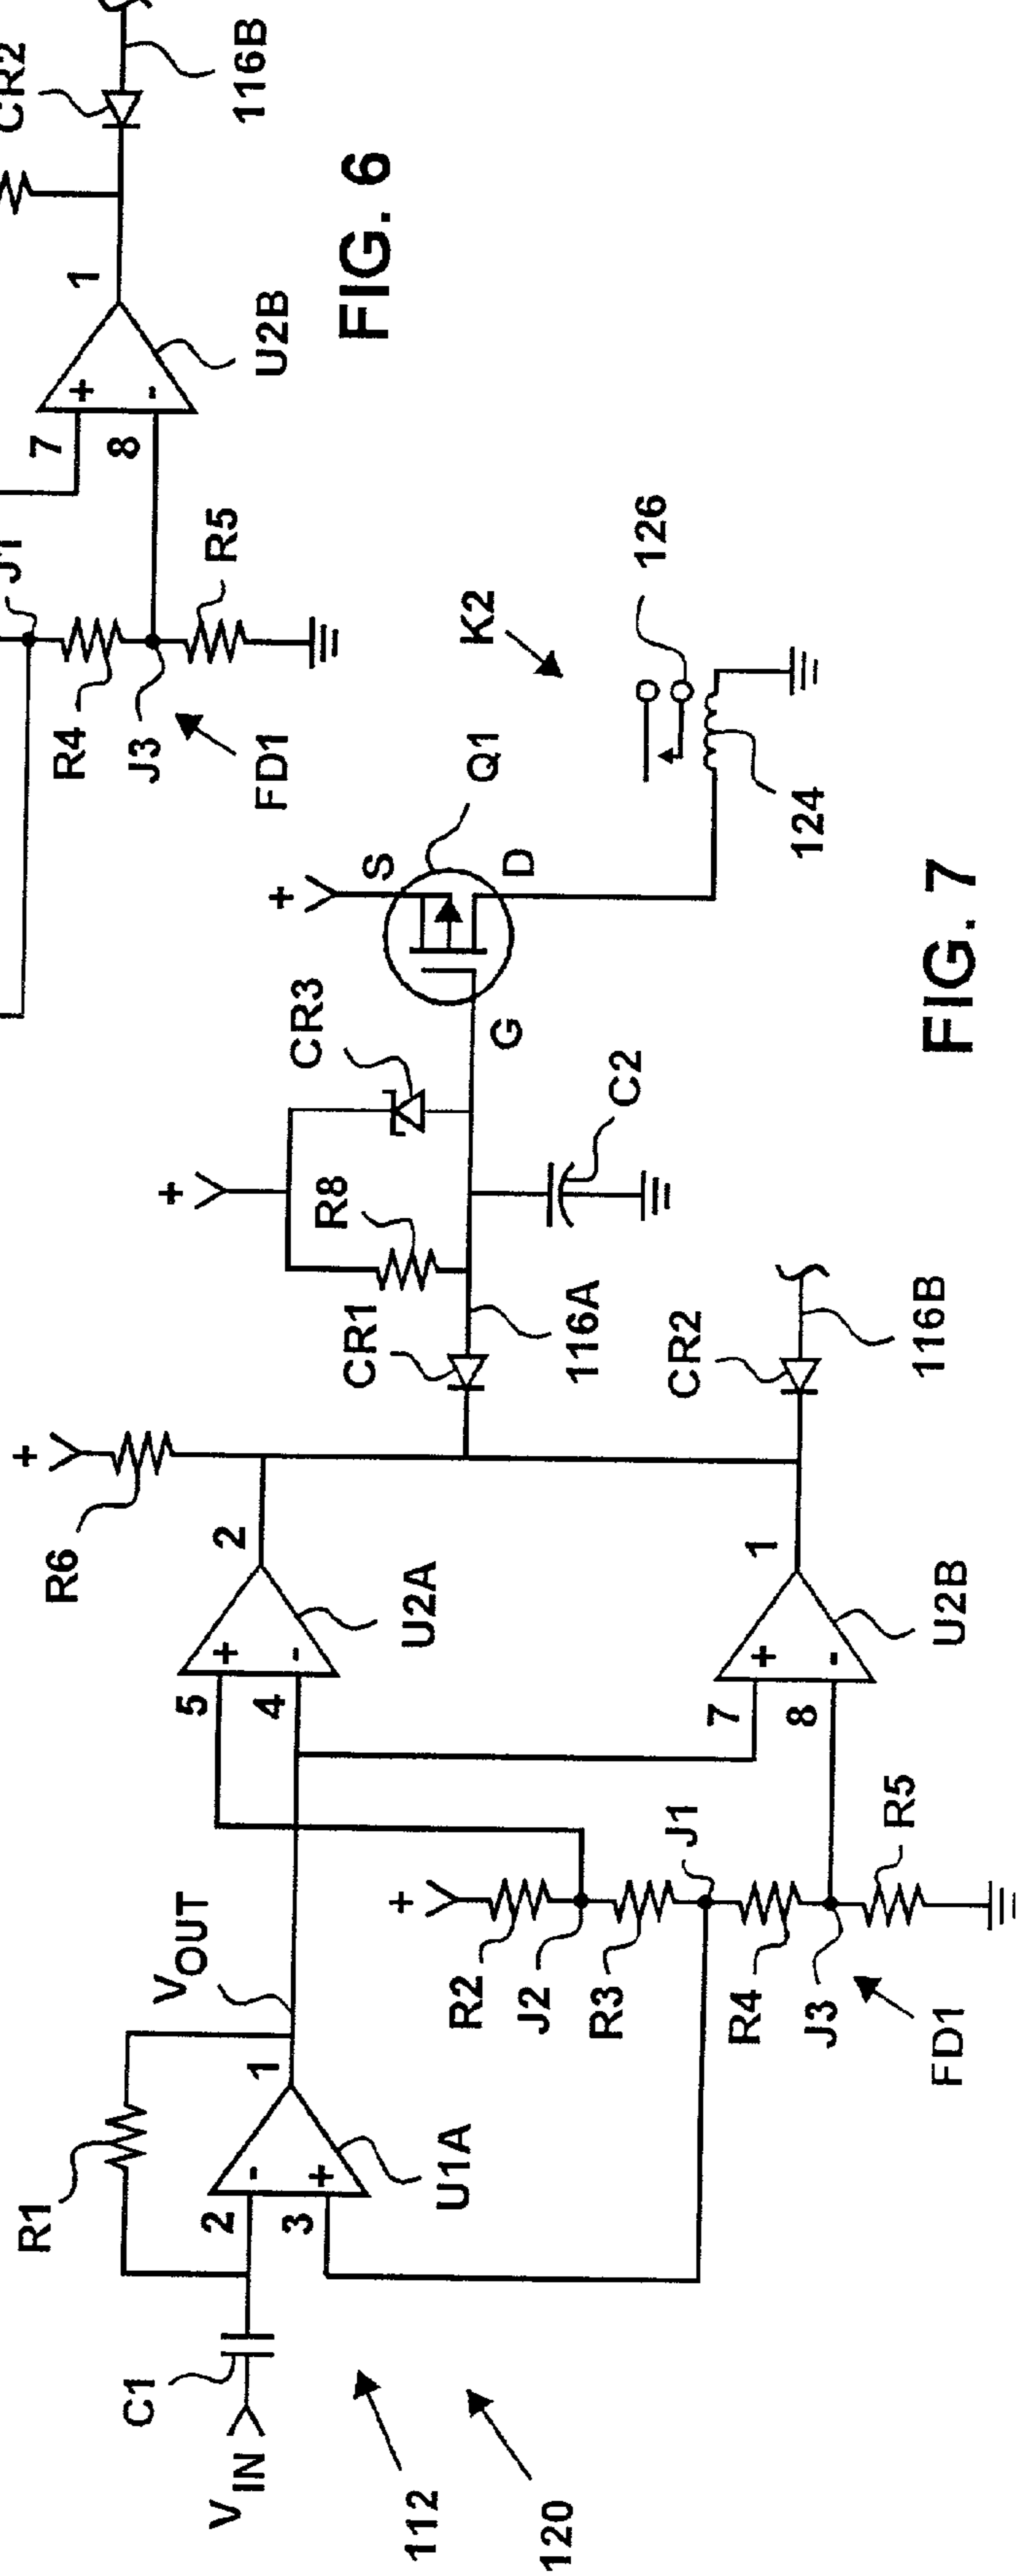 CR2
116B
1
+
-
7
8
U2B
J1
R4
J3
R5
FD1
FIG. 6
V IN
C1
R1
2
3
-
+
1
U1A
V OUT
112
120
+
R2
J2
R3
J1
R4
J3
R5
FD1
5
4
+
-
2
U2A
7
8
+
-
1
U2B
+
R6
CR1
116A
CR2
116B
+
R8
CR3
C2
G
+
S
D
Q1
K2
124
126
FIG. 7